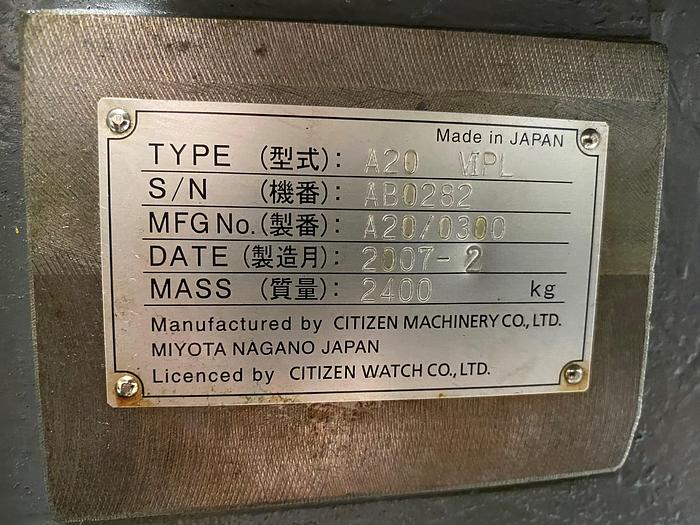 Made in JAPAN
TYPE (型式): A20 ⅦPL
S/N (機番): AB0282
MFG No. (製番): A20/0300
DATE (製造月): 2007-2
MASS (質量): 2400 kg
Manufactured by CITIZEN MACHINERY CO., LTD.
MIYOTA NAGANO JAPAN
Licenced by CITIZEN WATCH CO., LTD.